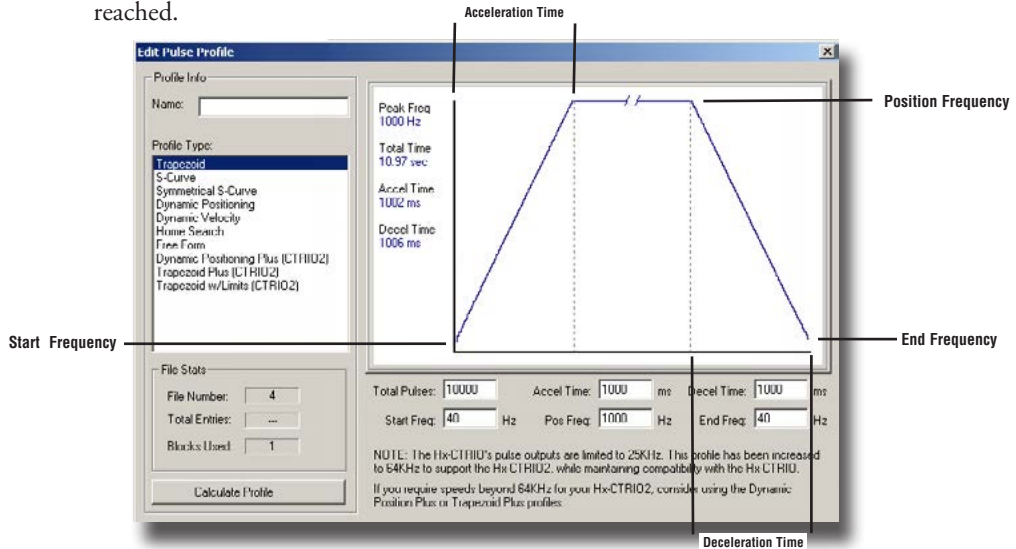 reached.
Acceleration Time
Edit Pulse Profile
Profile Info
Name:
Profile Type:
Trapezoid
S-Curve
Symmetrical S-Curve
Dynamic Positioning
Dynamic Velocity
Home Search
Free Form
Dynamic Positioning Plus (CTRIO2)
Trapezoid Plus (CTRIO2)
Trapezoid w/Limits (CTRIO2)
Peak Freq
1000 Hz
Total Time
10.97 sec
Accel Time
1002 ms
Decel Time
1006 ms
Position Frequency
Start Frequency
End Frequency
File Stats
File Number: 4
Total Entries: ---
Blocks Used: 1
Calculate Profile
Total Pulses: 10000 Accel Time: 1000 ms Decel Time: 1000 ms
Start Freq: 40 Hz Pos Freq: 1000 Hz End Freq: 40 Hz
NOTE: The Hx-CTRIO's pulse outputs are limited to 25KHz. This profile has been increased
to 64KHz to support the Hx-CTRIO2, while maintaining compatibility with the Hx-CTRIO.
If you require speeds beyond 64KHz for your Hx-CTRIO2, consider using the Dynamic
Position Plus or Trapezoid Plus profiles.
Deceleration Time